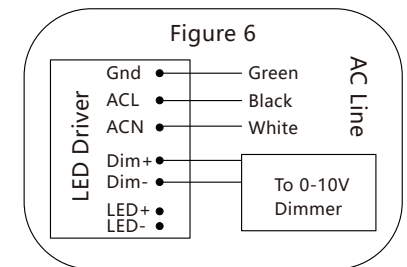 Figure 6
LED Driver
Gnd
Green
ACL
Black
ACN
White
AC Line
Dim+
Dim-
To 0-10V
Dimmer
LED+
LED-